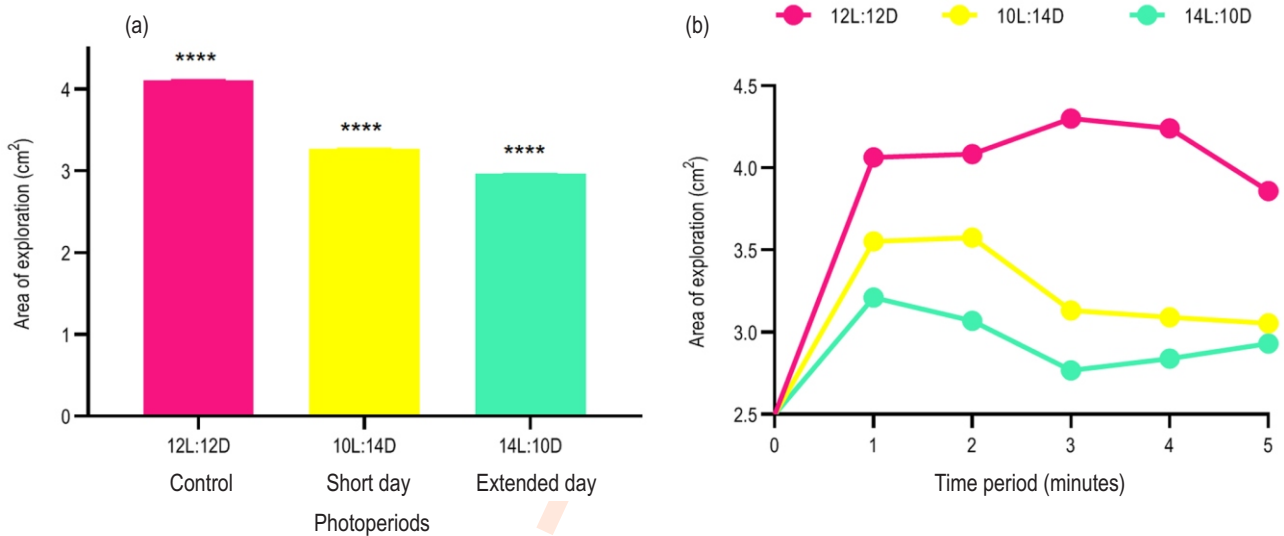 (a)
****
****
****
4
3
2
1
0
Area of exploration (cm²)
12L:12D 10L:14D 14L:10D
Control Short day Extended day
Photoperiods
(b)
12L:12D 10L:14D 14L:10D
4.5
4.0
3.5
3.0
2.5
Area of exploration (cm²)
0 1 2 3 4 5
Time period (minutes)